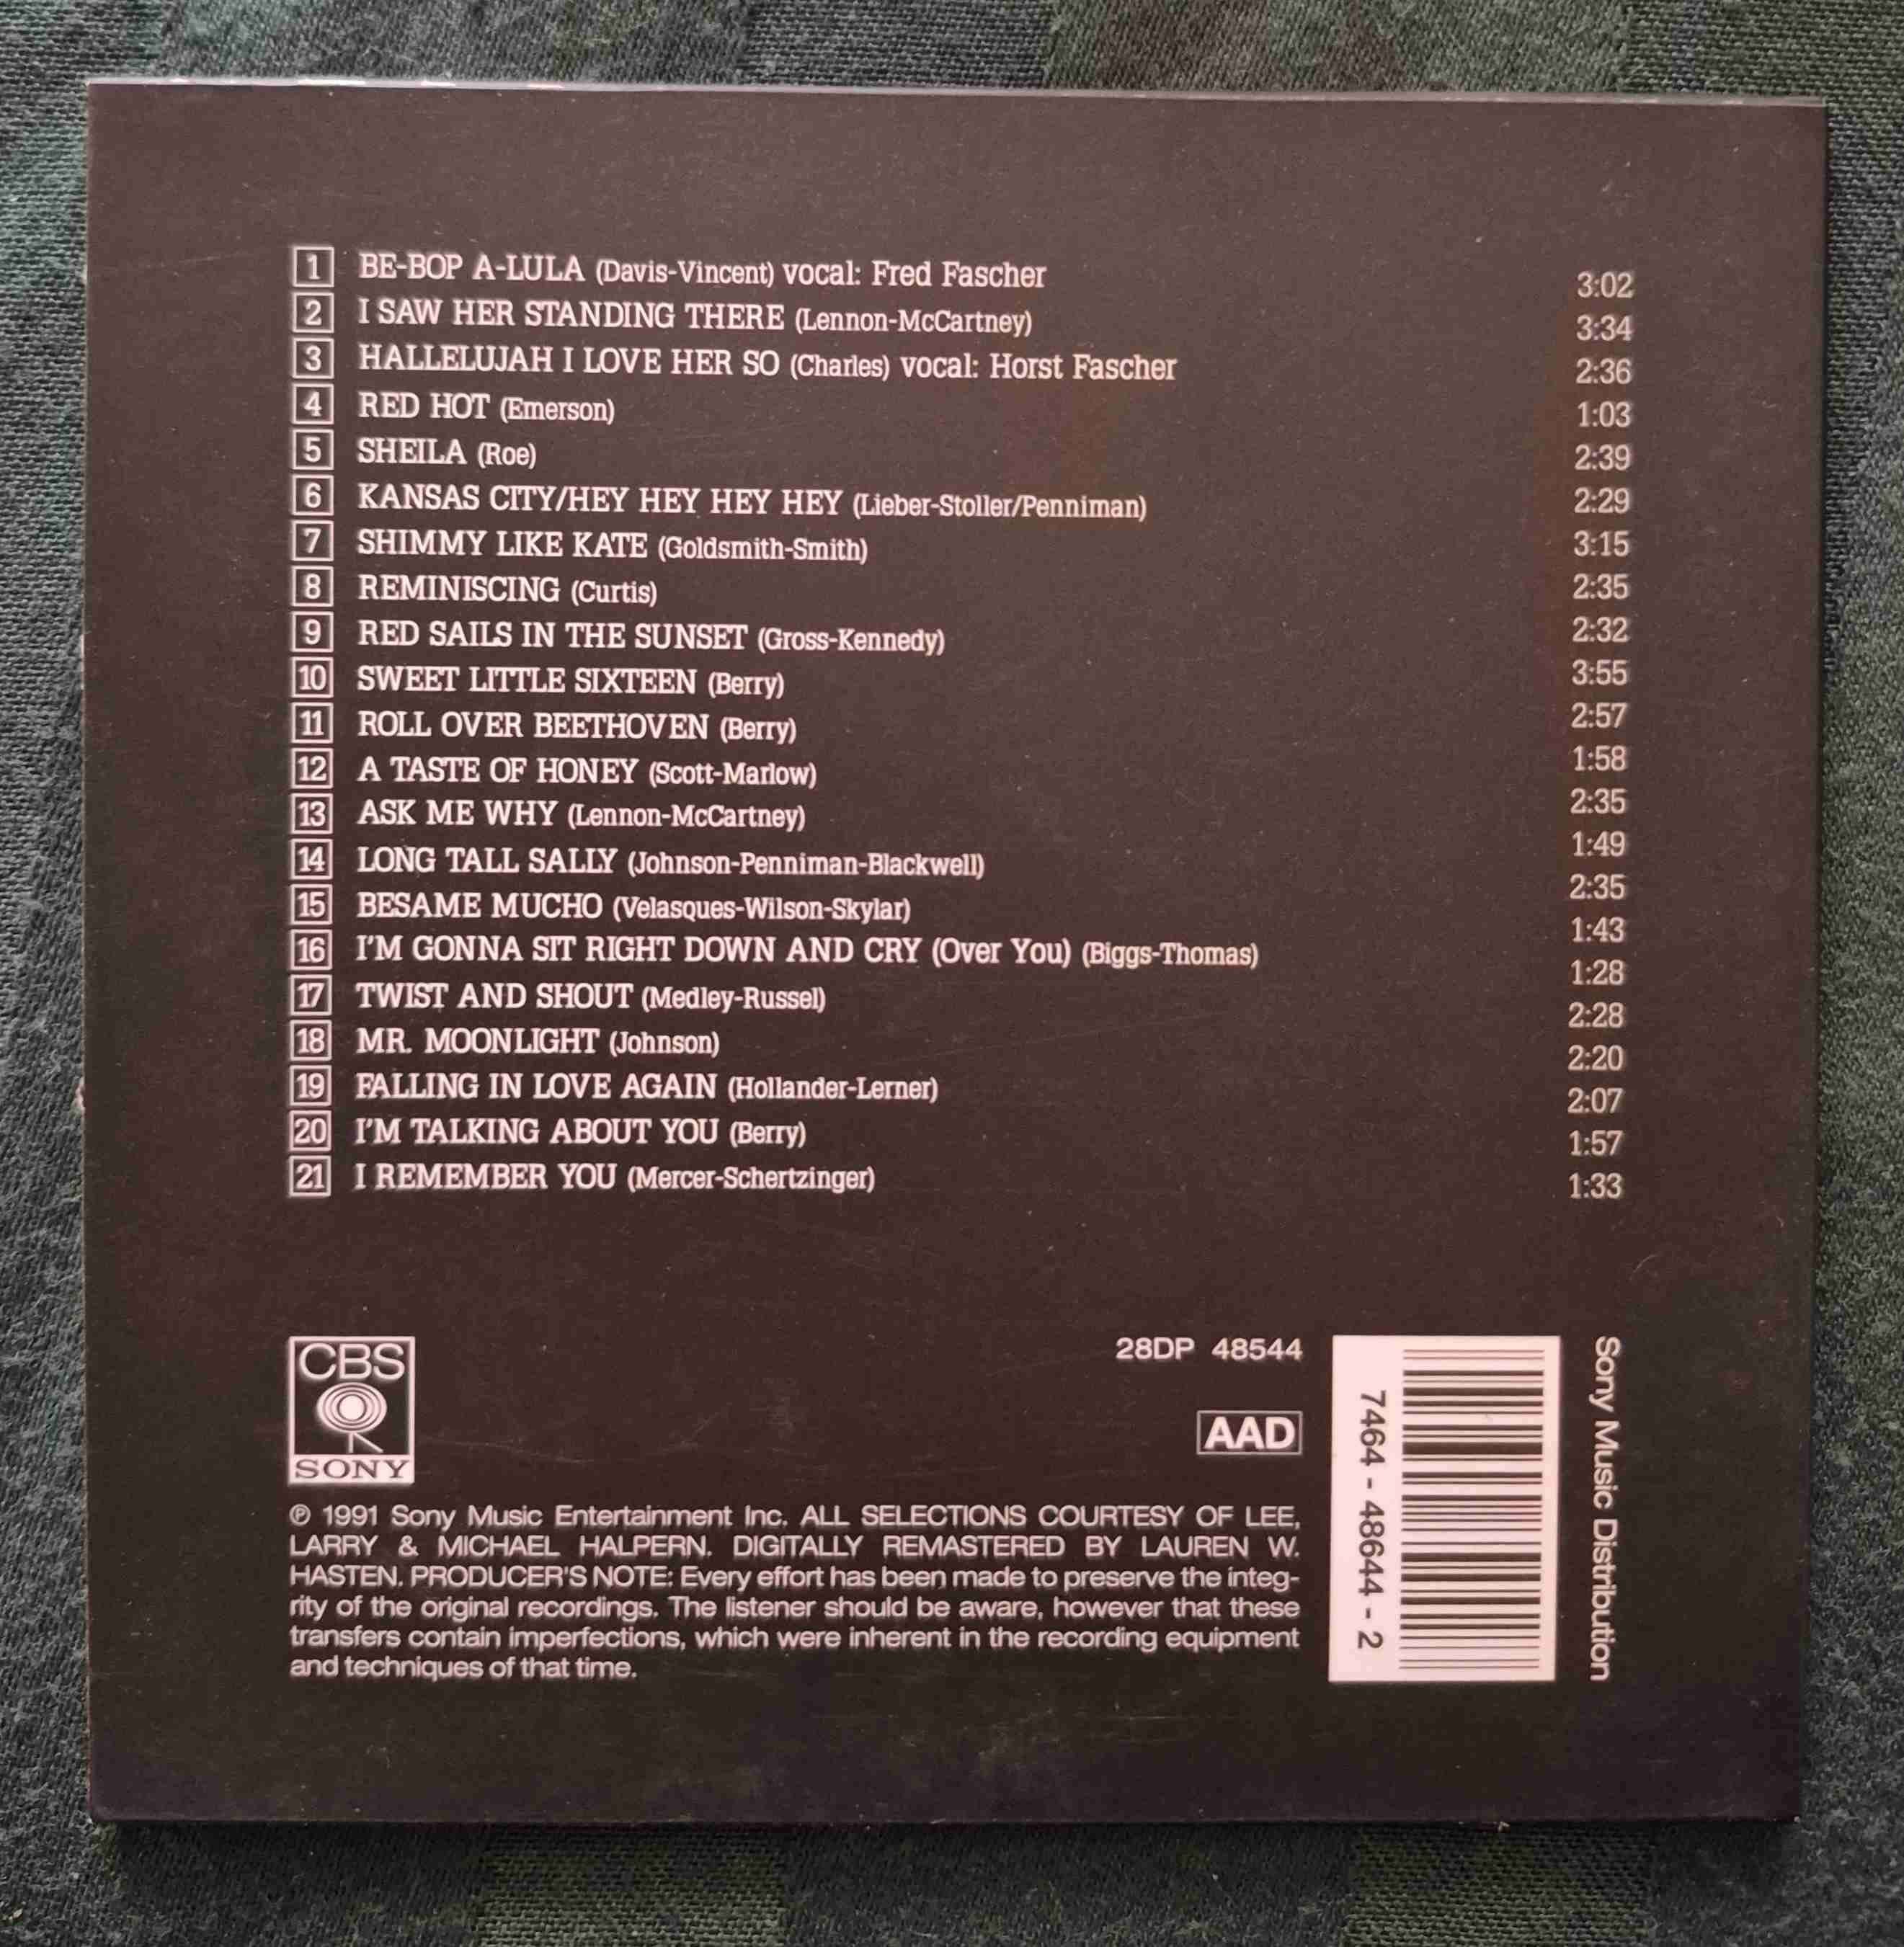 1 BE-BOP A-LULA (Davis-Vincent) vocal: Fred Fascher 3:02
2 I SAW HER STANDING THERE (Lennon-McCartney) 3:34
3 HALLELUJAH I LOVE HER SO (Charles) vocal: Horst Fascher 2:36
4 RED HOT (Emerson) 1:03
5 SHEILA (Roe) 2:39
6 KANSAS CITY/HEY HEY HEY HEY (Lieber-Stoller/Penniman) 2:29
7 SHIMMY LIKE KATE (Goldsmith-Smith) 3:15
8 REMINISCING (Curtis) 2:35
9 RED SAILS IN THE SUNSET (Gross-Kennedy) 2:32
10 SWEET LITTLE SIXTEEN (Berry) 3:55
11 ROLL OVER BEETHOVEN (Berry) 2:57
12 A TASTE OF HONEY (Scott-Marlow) 1:58
13 ASK ME WHY (Lennon-McCartney) 2:35
14 LONG TALL SALLY (Johnson-Penniman-Blackwell) 1:49
15 BESAME MUCHO (Velasques-Wilson-Skylar) 2:35
16 I'M GONNA SIT RIGHT DOWN AND CRY (Over You) (Biggs-Thomas) 1:43
17 TWIST AND SHOUT (Medley-Russel) 1:28
18 MR. MOONLIGHT (Johnson) 2:28
19 FALLING IN LOVE AGAIN (Hollander-Lerner) 2:20
20 I'M TALKING ABOUT YOU (Berry) 2:07
21 I REMEMBER YOU (Mercer-Schertzinger) 1:57
1:33
CBS
SONY
28DP 48544
AAD
℗ 1991 Sony Music Entertainment Inc. ALL SELECTIONS COURTESY OF LEE,
LARRY & MICHAEL HALPERN. DIGITALLY REMASTERED BY LAUREN W.
HASTEN. PRODUCER'S NOTE: Every effort has been made to preserve the integ-
rity of the original recordings. The listener should be aware, however that these
transfers contain imperfections, which were inherent in the recording equipment
and techniques of that time.
7464 - 48644 - 2
Sony Music Distribution